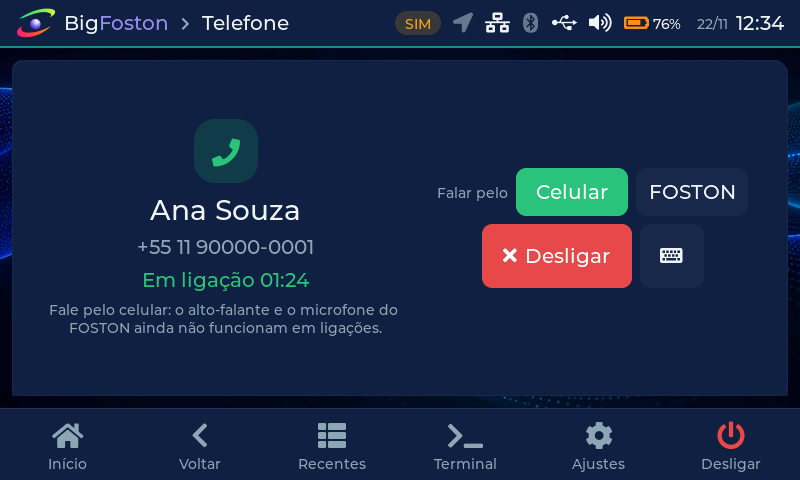 BigFoston > Telefone
SIM
76%
22/11 12:34
Ana Souza
+55 11 90000-0001
Em ligação 01:24
Fale pelo celular: o alto-falante e o microfone do
FOSTON ainda não funcionam em ligações.
Falar pelo Celular FOSTON
Desligar
Início Voltar Recentes Terminal Ajustes Desligar